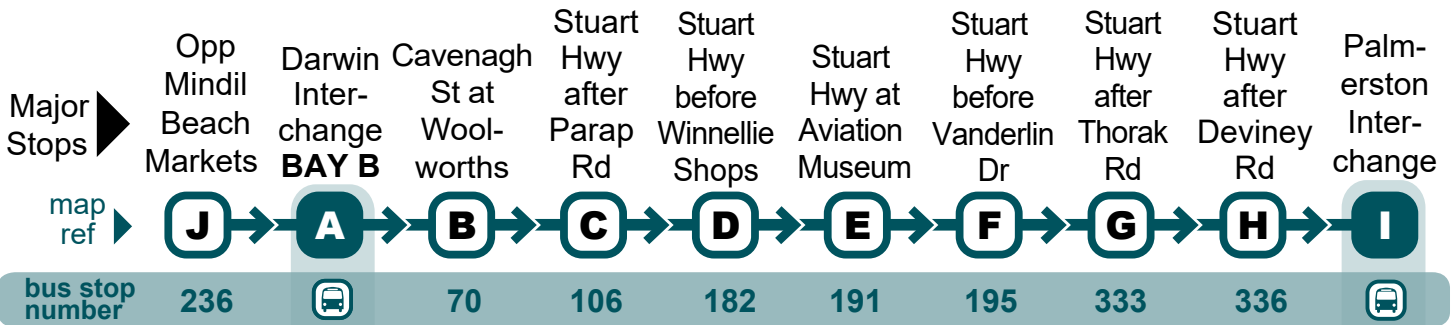 Major
Stops
Opp
Mindil
Beach
Markets
Darwin
Inter-
change
BAY B
Cavenagh
St at
Wool-
worths
Stuart
Hwy
after
Parap
Rd
Stuart
Hwy
before
Winnellie
Shops
Stuart
Hwy at
Aviation
Museum
Stuart
Hwy
before
Vanderlin
Dr
Stuart
Hwy
after
Thorak
Rd
Stuart
Hwy
after
Deviney
Rd
Palm-
erston
Inter-
change
map
ref
J A B C D E F G H I
bus stop
number
236 70 106 182 191 195 333 336